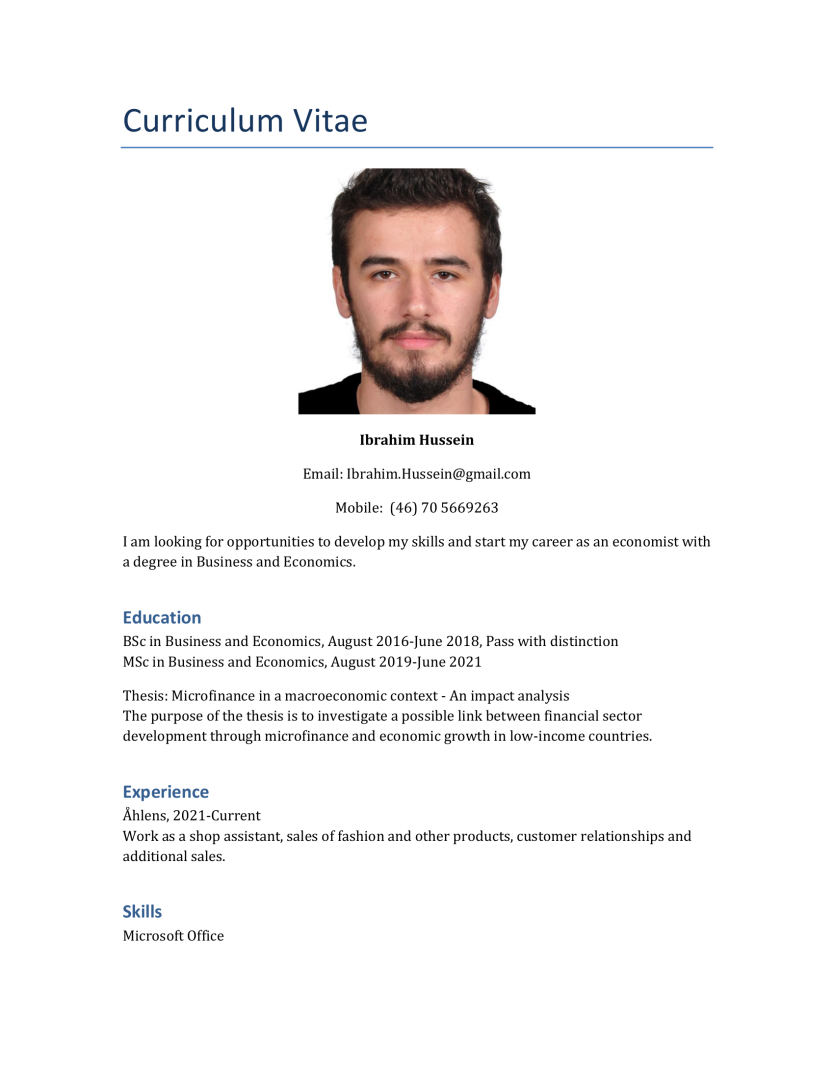 Curriculum Vitae
Ibrahim Hussein
Email: Ibrahim.Hussein@gmail.com
Mobile:  (46) 70 5669263
I am looking for opportunities to develop my skills and start my career as an economist with
a degree in Business and Economics.
Education
BSc in Business and Economics, August 2016-June 2018, Pass with distinction
MSc in Business and Economics, August 2019-June 2021
Thesis: Microfinance in a macroeconomic context - An impact analysis
The purpose of the thesis is to investigate a possible link between financial sector
development through microfinance and economic growth in low-income countries.
Experience
Åhlens, 2021-Current
Work as a shop assistant, sales of fashion and other products, customer relationships and
additional sales.
Skills
Microsoft Office